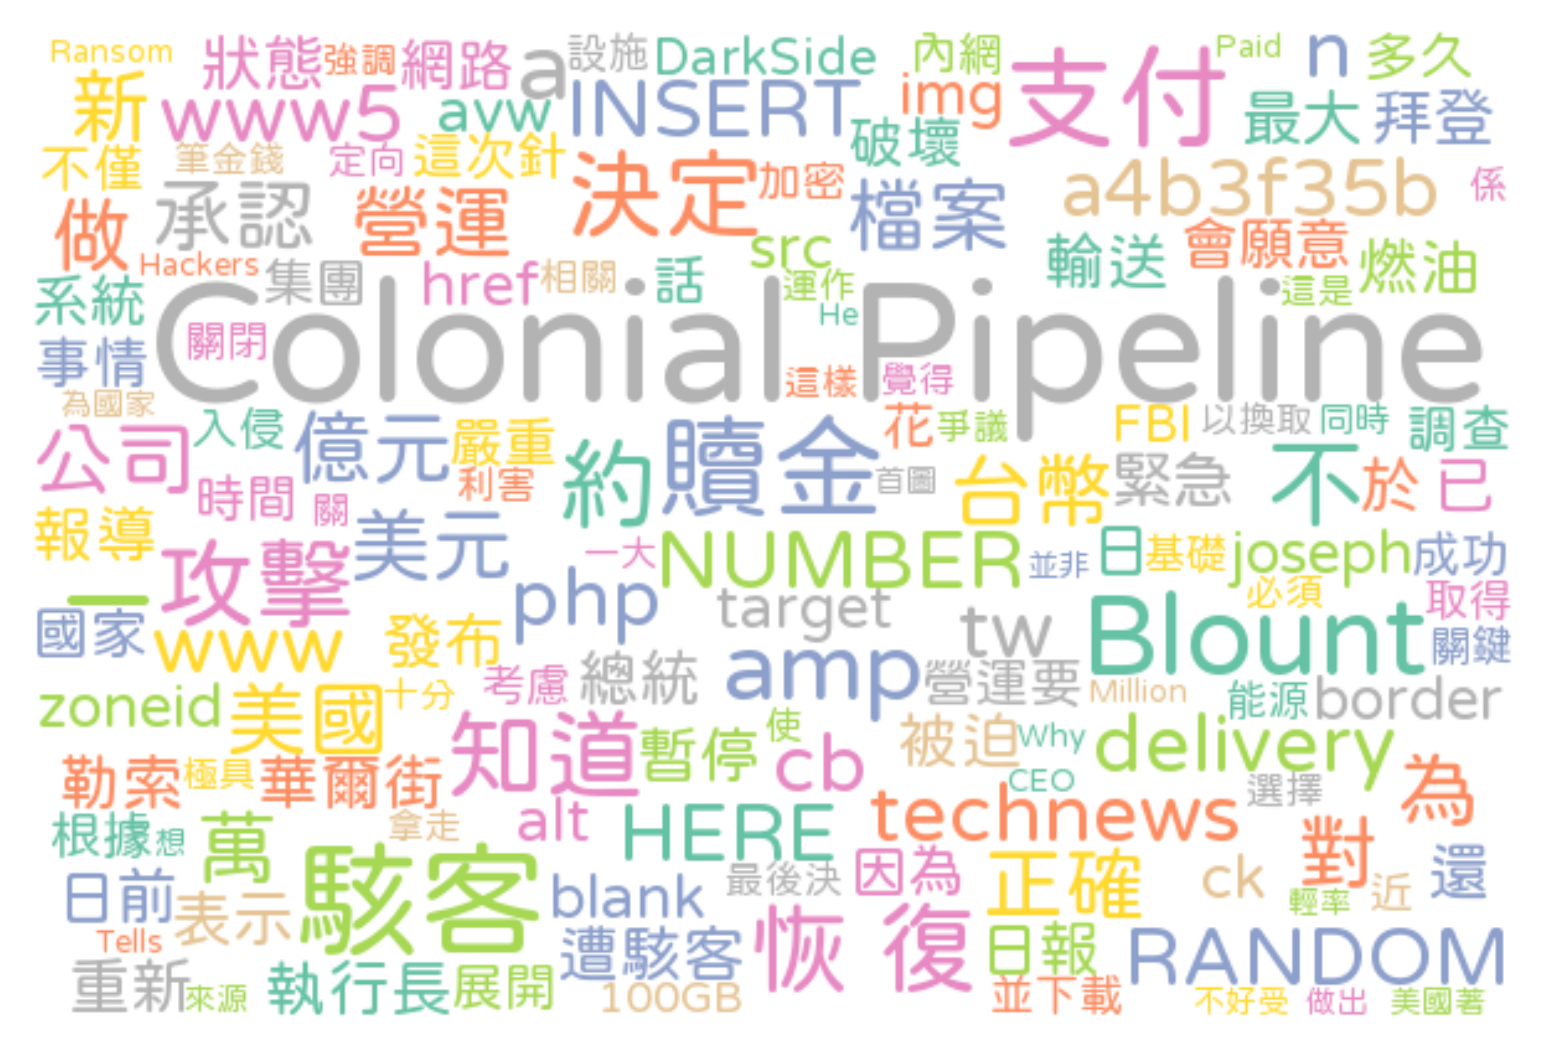 Ransom 狀態 強調 網路 a 設施 DarkSide 內網 支付 Paid n 多久
新 www5 avw INSERT 破壞 img 最大 拜登
不僅 筆金錢 定向 這次針 決定 加密 檔案 a4b3f35b 係
做 承認 營運 src 輸送 會願意 燃油
Hackers 集團 href 相關 話 運作 這是
系統 Colonial Pipeline He
事情 關閉 這樣 覺得
為國家 入侵 億元 嚴重 贖金 花 爭議 FBI 以換取 同時 調查
公司 時間 關 利害 約 首圖 台幣 緊急 不 於 已
報導 攻擊 美元 一大 NUMBER 並非 日 基礎 joseph 成功
一 php target 必須 取得
國家 www 發布 tw Blount 關鍵
zoneid 美國 十分 考慮 總統 amp 營運要 Million 能源 border
知道 暫停 使 cb 被迫 Why delivery
勒索 極具 華爾街 CEO 選擇 為
根據 想 萬 拿走 alt HERE technews 對
日前 表示 駭客 blank 最後決 因為 正確 ck 輕率 近 還
Tells 遭駭客 恢復 日報 RANDOM
重新 來源 執行長 展開 100GB 並下載 不好受 做出 美國著